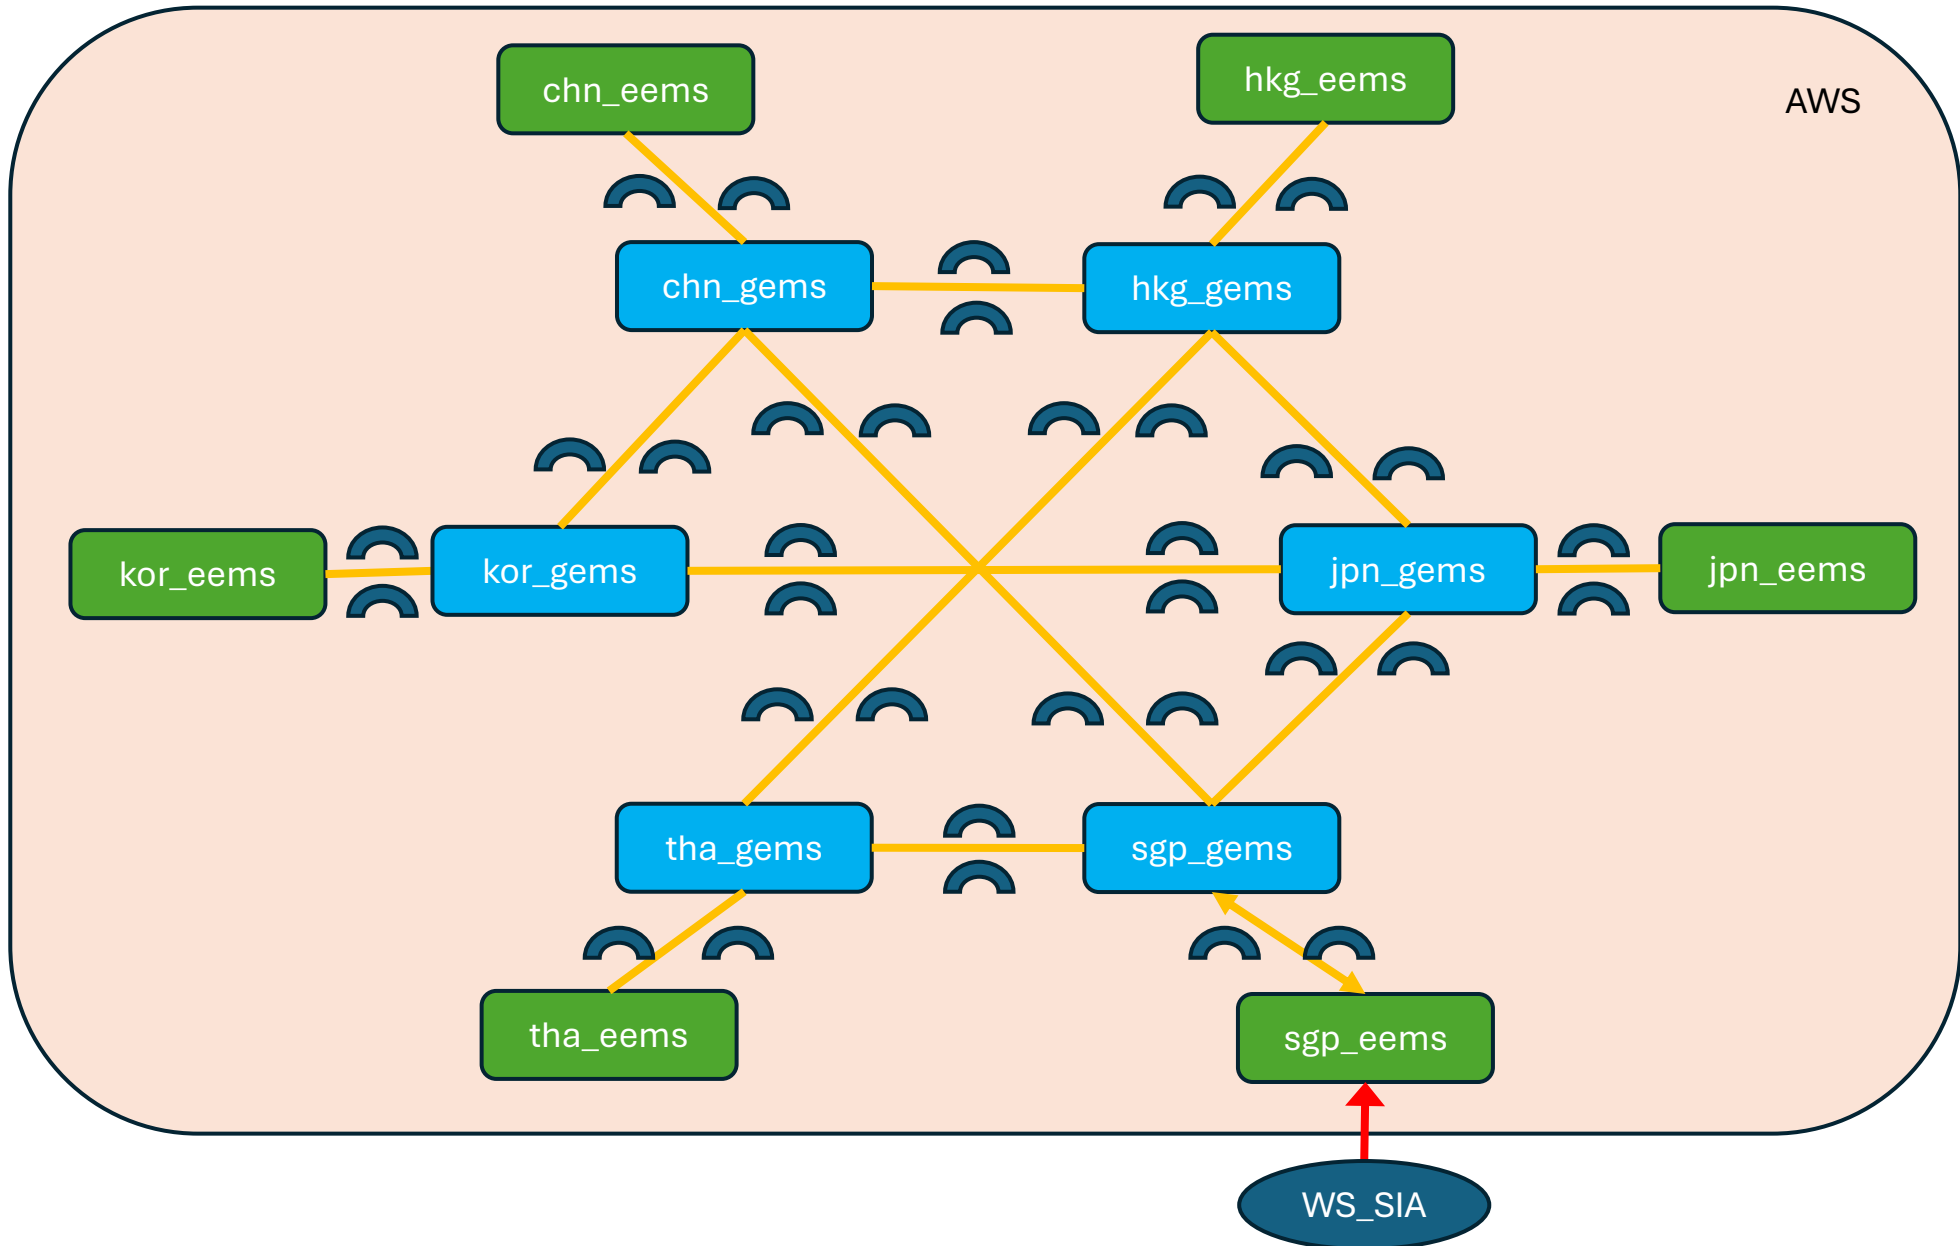 chn_eems
hkg_eems
AWS
chn_gems
hkg_gems
kor_eems
kor_gems
jpn_gems
jpn_eems
tha_gems
sgp_gems
tha_eems
sgp_eems
WS_SIA